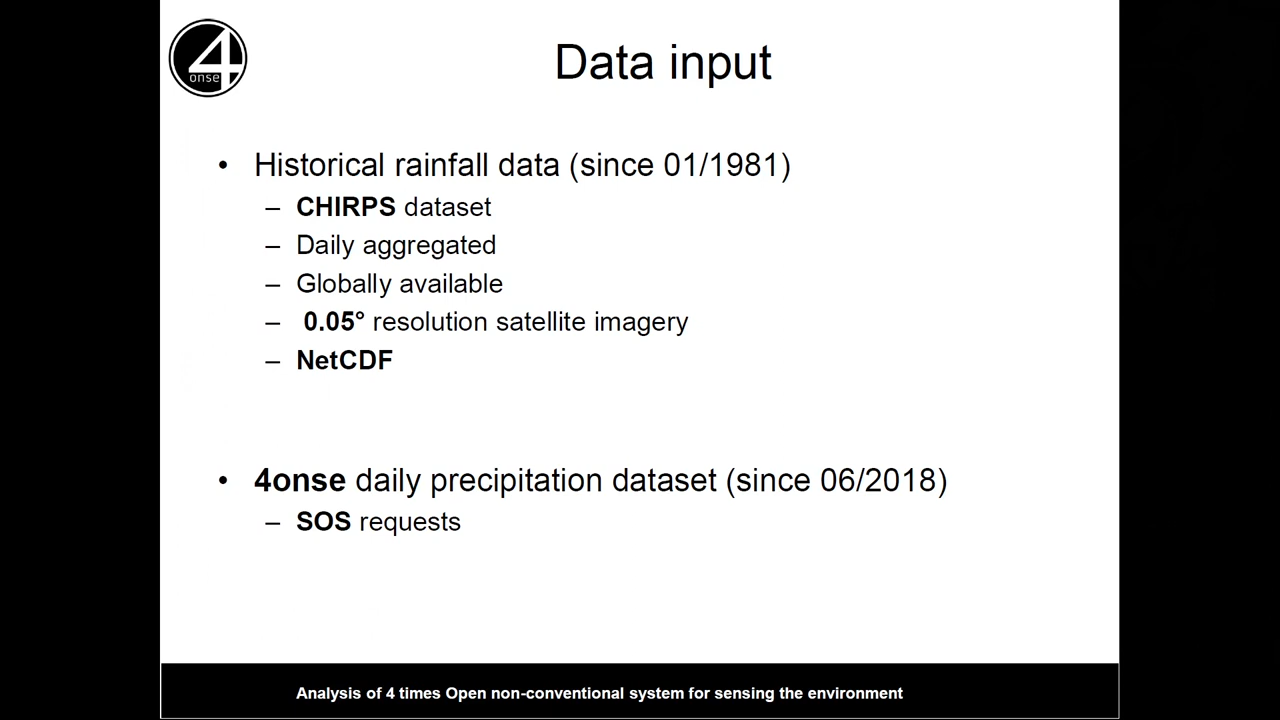 4
onse
Data input
• Historical rainfall data (since 01/1981)
– CHIRPS dataset
– Daily aggregated
– Globally available
– 0.05° resolution satellite imagery
– NetCDF
• 4onse daily precipitation dataset (since 06/2018)
– SOS requests
Analysis of 4 times Open non-conventional system for sensing the environment